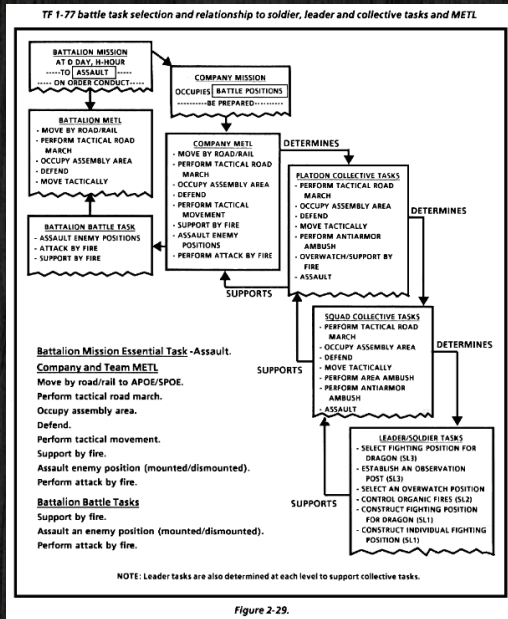 TF 1-77 battle task selection and relationship to soldier, leader and collective tasks and METL
BATTALION MISSION
AT D DAY, H-HOUR
-----TO ASSAULT -----
----- ON ORDER CONDUCT-----
COMPANY MISSION
OCCUPIES BATTLE POSITIONS
---------BE PREPARED----------
BATTALION METL
- MOVE BY ROAD/RAIL
- PERFORM TACTICAL ROAD
MARCH
- OCCUPY ASSEMBLY AREA
- DEFEND
- MOVE TACTICALLY
BATTALION BATTLE TASK
- ASSAULT ENEMY POSITIONS
- ATTACK BY FIRE
- SUPPORT BY FIRE
COMPANY METL
- MOVE BY ROAD/RAIL
- PERFORM TACTICAL ROAD
MARCH
- OCCUPY ASSEMBLY AREA
- DEFEND
- PERFORM TACTICAL
MOVEMENT
- SUPPORT BY FIRE
- ASSAULT ENEMY
POSITIONS
- PERFORM ATTACK BY FIRE
DETERMINES
SUPPORTS
PLATOON COLLECTIVE TASKS
- PERFORM TACTICAL ROAD
MARCH
- OCCUPY ASSEMBLY AREA
- DEFEND
- MOVE TACTICALLY
- PERFORM ANTIARMOR
AMBUSH
- OVERWATCH/SUPPORT BY
FIRE
- ASSAULT
DETERMINES
SUPPORTS
SQUAD COLLECTIVE TASKS
- PERFORM TACTICAL ROAD
MARCH
- OCCUPY ASSEMBLY AREA
- DEFEND
- MOVE TACTICALLY
- PERFORM AREA AMBUSH
- PERFORM ANTIARMOR
AMBUSH
- ASSAULT
DETERMINES
SUPPORTS
LEADER/SOLDIER TASKS
- SELECT FIGHTING POSITION FOR
DRAGON (SL3)
- ESTABLISH AN OBSERVATION
POST (SL3)
- SELECT AN OVERWATCH POSITION
- CONTROL ORGANIC FIRES (SL2)
- CONSTRUCT FIGHTING POSITION
FOR DRAGON (SL1)
- CONSTRUCT INDIVIDUAL FIGHTING
POSITION (SL1)
Battalion Mission Essential Task -Assault.
Company and Team METL
Move by road/rail to APOE/SPOE.
Perform tactical road march.
Occupy assembly area.
Defend.
Perform tactical movement.
Support by fire.
Assault enemy position (mounted/dismounted).
Perform attack by fire.
Battalion Battle Tasks
Support by fire.
Assault an enemy position (mounted/dismounted).
Perform attack by fire.
NOTE: Leader tasks are also determined at each level to support collective tasks.
Figure 2-29.